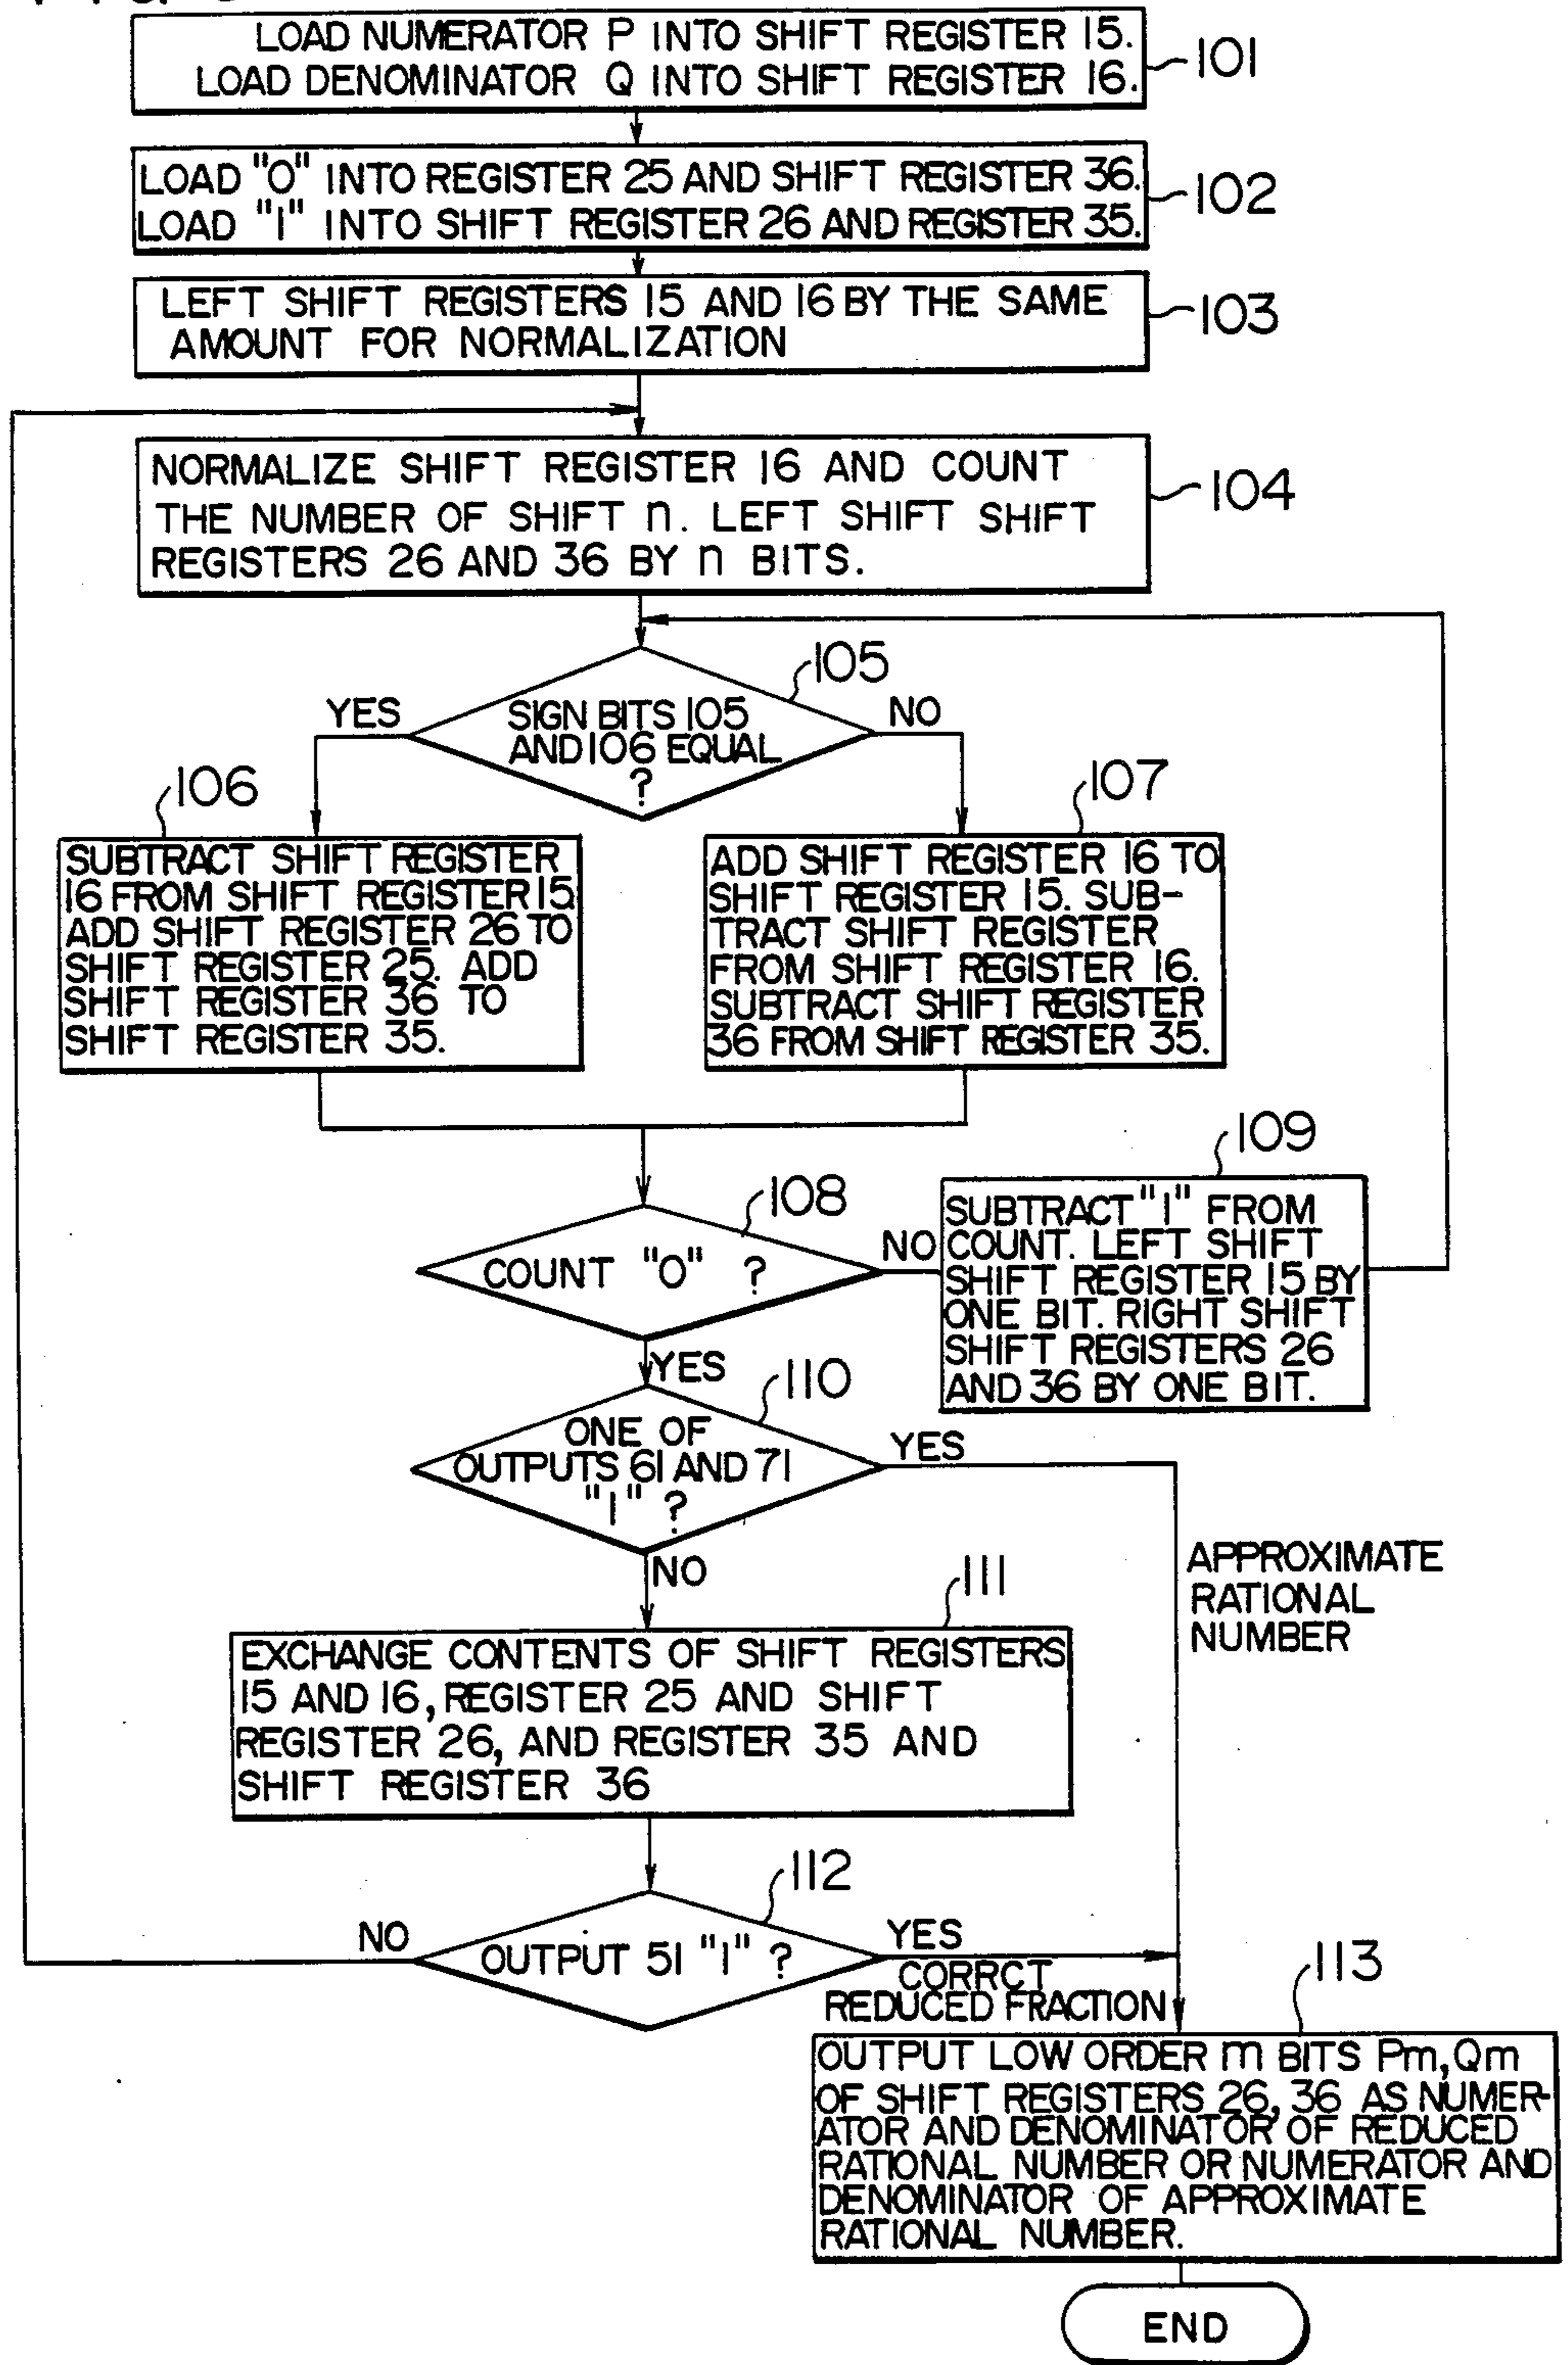 LOAD NUMERATOR P INTO SHIFT REGISTER 15.
LOAD DENOMINATOR Q INTO SHIFT REGISTER 16.
101
LOAD "0" INTO REGISTER 25 AND SHIFT REGISTER 36.
LOAD "1" INTO SHIFT REGISTER 26 AND REGISTER 35.
102
LEFT SHIFT REGISTERS 15 AND 16 BY THE SAME
AMOUNT FOR NORMALIZATION
103
NORMALIZE SHIFT REGISTER 16 AND COUNT
THE NUMBER OF SHIFT n. LEFT SHIFT SHIFT
REGISTERS 26 AND 36 BY n BITS.
104
105
YES
SIGN BITS 105
AND 106 EQUAL
?
NO
106
SUBTRACT SHIFT REGISTER
16 FROM SHIFT REGISTER 15
ADD SHIFT REGISTER 26 TO
SHIFT REGISTER 25. ADD
SHIFT REGISTER 36 TO
SHIFT REGISTER 35.
107
ADD SHIFT REGISTER 16 TO
SHIFT REGISTER 15. SUB-
TRACT SHIFT REGISTER
FROM SHIFT REGISTER 16.
SUBTRACT SHIFT REGISTER
36 FROM SHIFT REGISTER 35.
108
COUNT "0" ?
NO
YES
109
SUBTRACT "1" FROM
COUNT. LEFT SHIFT
SHIFT REGISTER 15 BY
ONE BIT. RIGHT SHIFT
SHIFT REGISTERS 26
AND 36 BY ONE BIT.
110
ONE OF
OUTPUTS 61 AND 71
"1" ?
YES
NO
APPROXIMATE
RATIONAL
NUMBER
111
EXCHANGE CONTENTS OF SHIFT REGISTERS
15 AND 16, REGISTER 25 AND SHIFT
REGISTER 26, AND REGISTER 35 AND
SHIFT REGISTER 36
112
NO
OUTPUT 51 "1" ?
YES
CORRCT
REDUCED FRACTION
113
OUTPUT LOW ORDER m BITS Pm, Qm
OF SHIFT REGISTERS 26, 36 AS NUMER-
ATOR AND DENOMINATOR OF REDUCED
RATIONAL NUMBER OR NUMERATOR AND
DENOMINATOR OF APPROXIMATE
RATIONAL NUMBER.
END